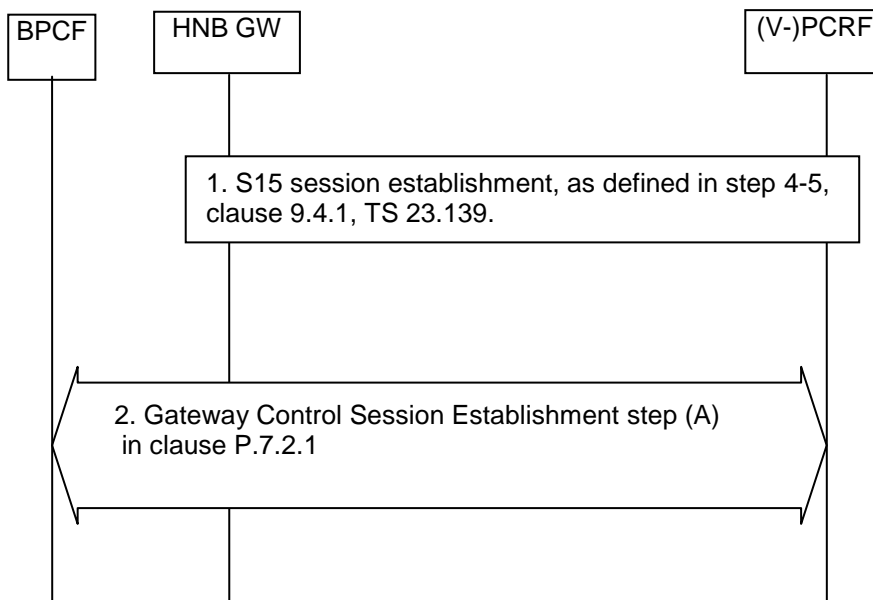 BPCF
HNB GW
(V-)PCRF
1. S15 session establishment, as defined in step 4-5,
clause 9.4.1, TS 23.139.
2. Gateway Control Session Establishment step (A)
in clause P.7.2.1